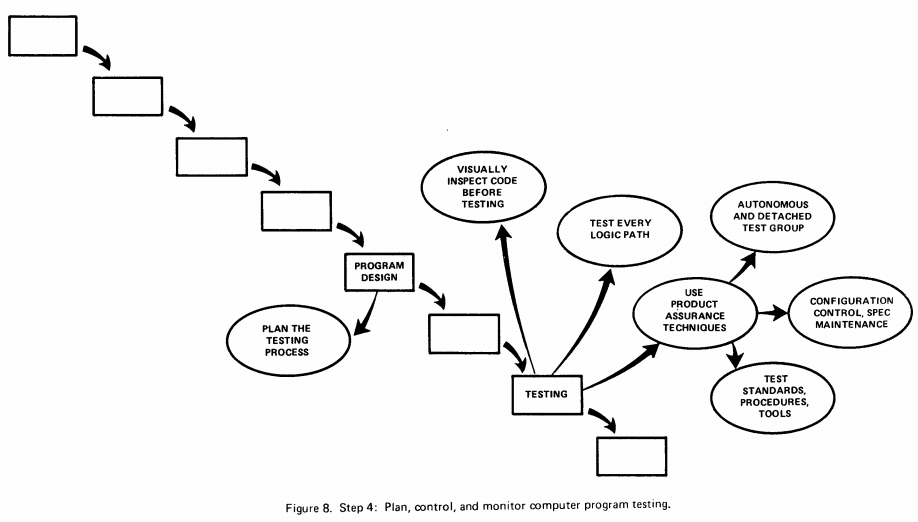 VISUALLY
INSPECT CODE
BEFORE
TESTING
TEST EVERY
LOGIC PATH
AUTONOMOUS
AND DETACHED
TEST GROUP
PROGRAM
DESIGN
USE
PRODUCT
ASSURANCE
TECHNIQUES
CONFIGURATION
CONTROL, SPEC
MAINTENANCE
PLAN THE
TESTING
PROCESS
TEST
STANDARDS,
PROCEDURES,
TOOLS
TESTING
Figure 8. Step 4: Plan, control, and monitor computer program testing.